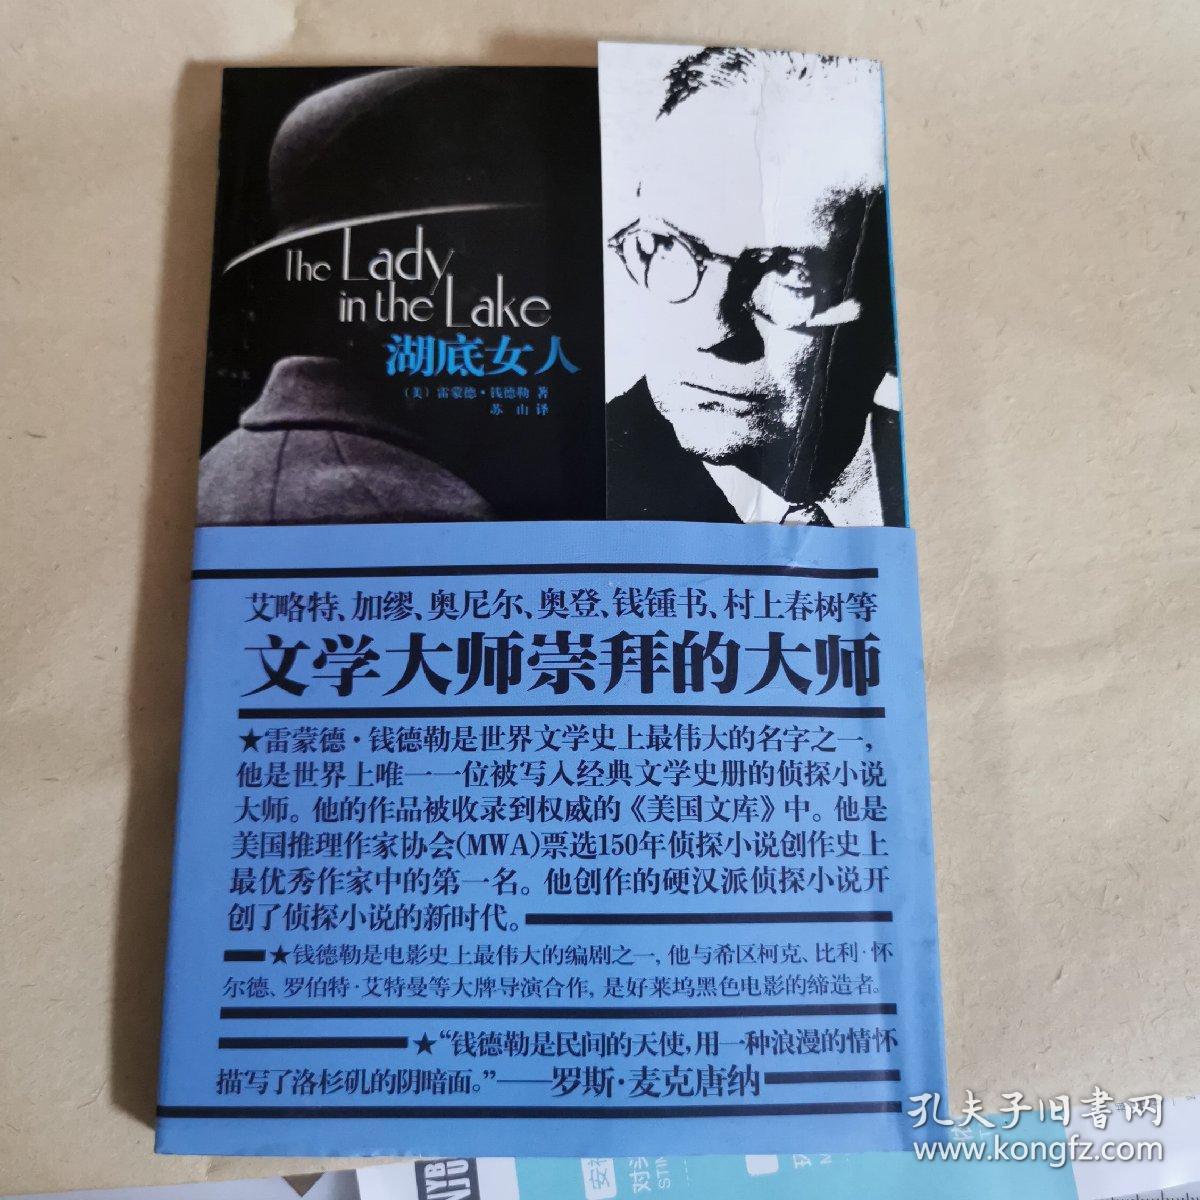 The Lady
in the Lake
湖底女人
（美）雷蒙德·钱德勒 著
苏 山 译
艾略特、加缪、奥尼尔、奥登、钱锺书、村上春树等
文学大师崇拜的大师
★雷蒙德·钱德勒是世界文学史上最伟大的名字之一，
他是世界上唯一一位被写入经典文学史册的侦探小说
大师。他的作品被收录到权威的《美国文库》中。他是
美国推理作家协会(MWA)票选150年侦探小说创作史上
最优秀作家中的第一名。他创作的硬汉派侦探小说开
创了侦探小说的新时代。
★钱德勒是电影史上最伟大的编剧之一，他与希区柯克、比利·怀
尔德、罗伯特·艾特曼等大牌导演合作，是好莱坞黑色电影的缔造者。
★“钱德勒是民间的天使，用一种浪漫的情怀
描写了洛杉矶的阴暗面。”——罗斯·麦克唐纳
孔夫子旧书网
www.kongfz.com